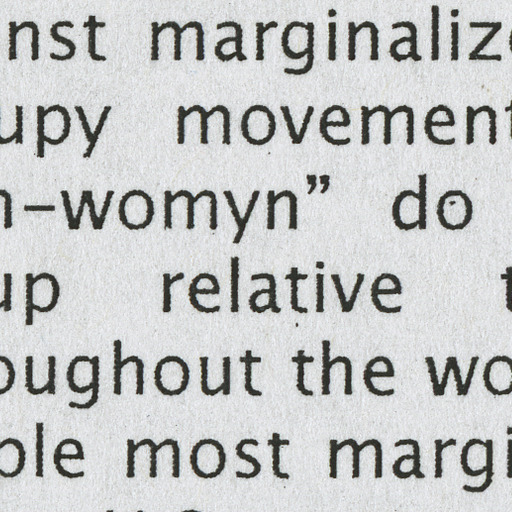 nst marginaliz
upy movement
n–womyn” do
up relative t
oughout the wo
ple most margi